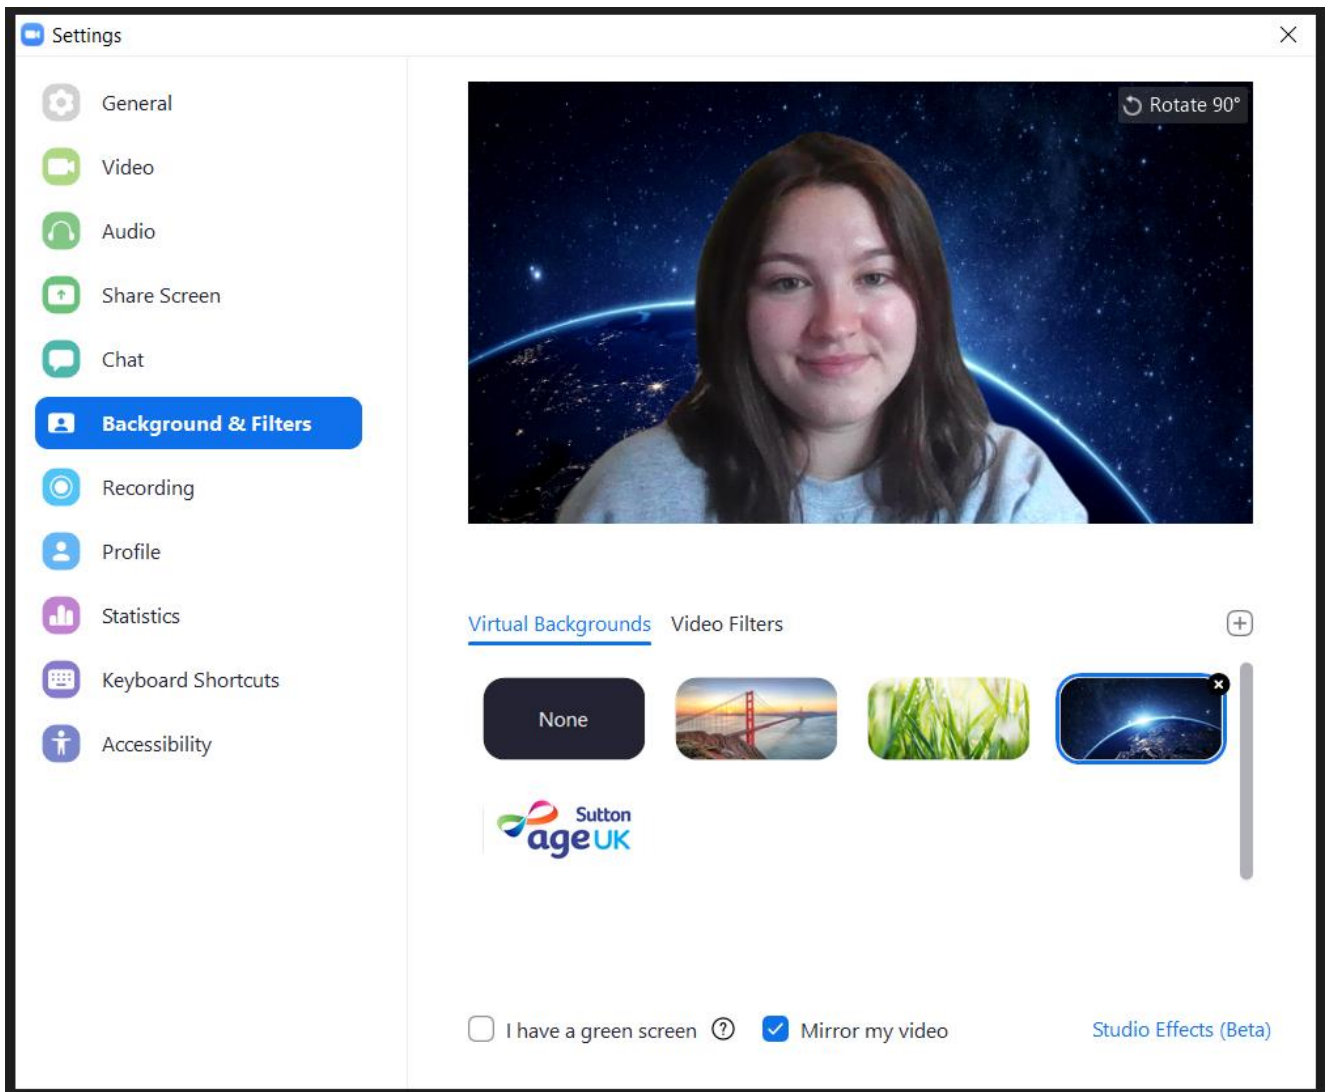 Settings
General
Video
Audio
Share Screen
Chat
Background & Filters
Recording
Profile
Statistics
Keyboard Shortcuts
Accessibility
Rotate 90°
Virtual Backgrounds Video Filters
None
Sutton
ageUK
I have a green screen ? Mirror my video Studio Effects (Beta)